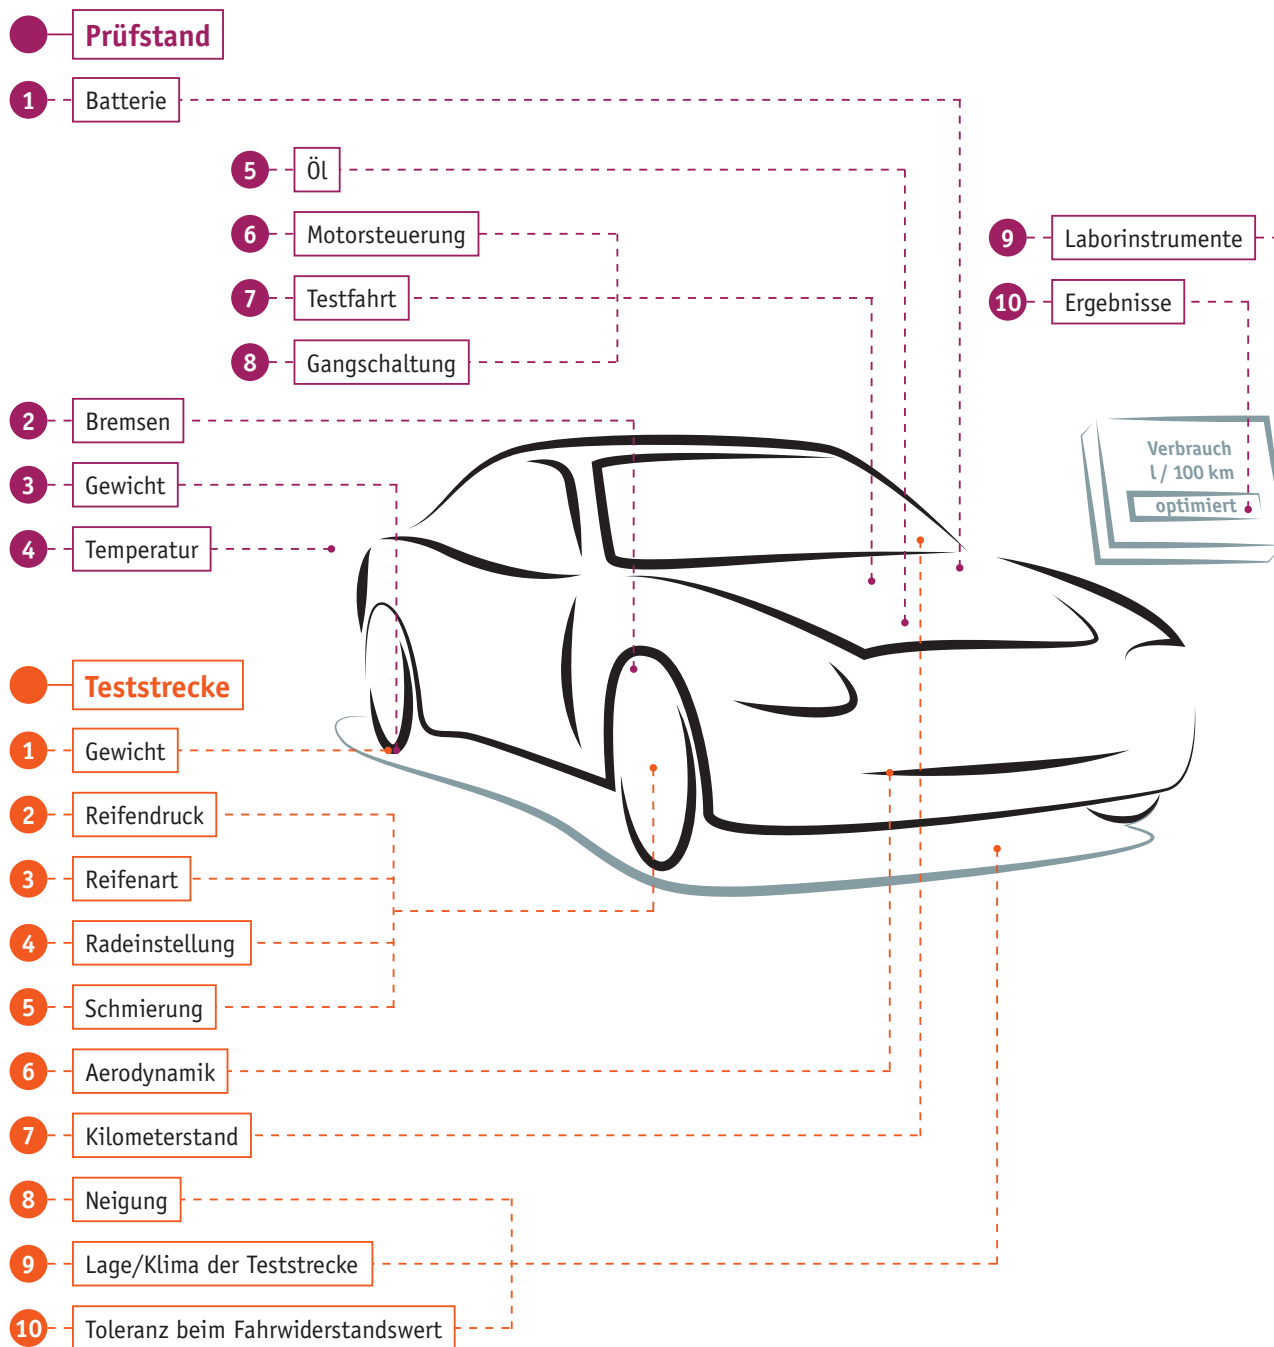 Prüfstand
1 Batterie
5 Öl
6 Motorsteuerung
7 Testfahrt
8 Gangschaltung
9 Laborinstrumente
10 Ergebnisse
2 Bremsen
3 Gewicht
4 Temperatur
Verbrauch
l / 100 km
optimiert
Teststrecke
1 Gewicht
2 Reifendruck
3 Reifenart
4 Radeinstellung
5 Schmierung
6 Aerodynamik
7 Kilometerstand
8 Neigung
9 Lage/Klima der Teststrecke
10 Toleranz beim Fahrwiderstandswert